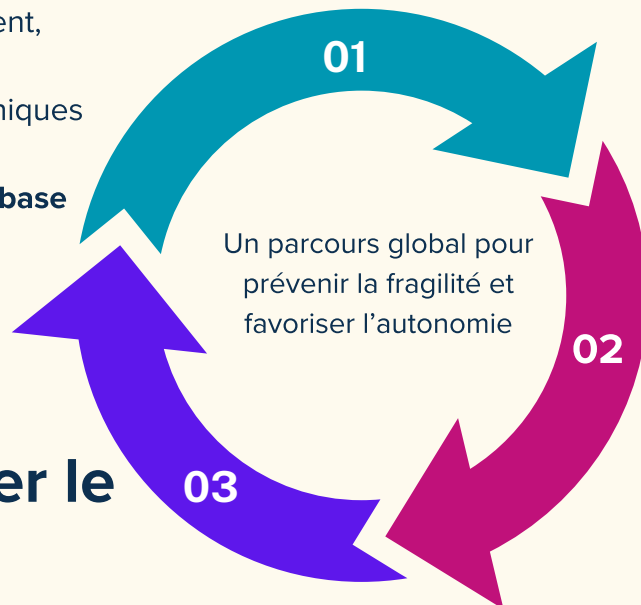 ent,
01
niques
base
Un parcours global pour
prévenir la fragilité et
favoriser l'autonomie
02
er le
03